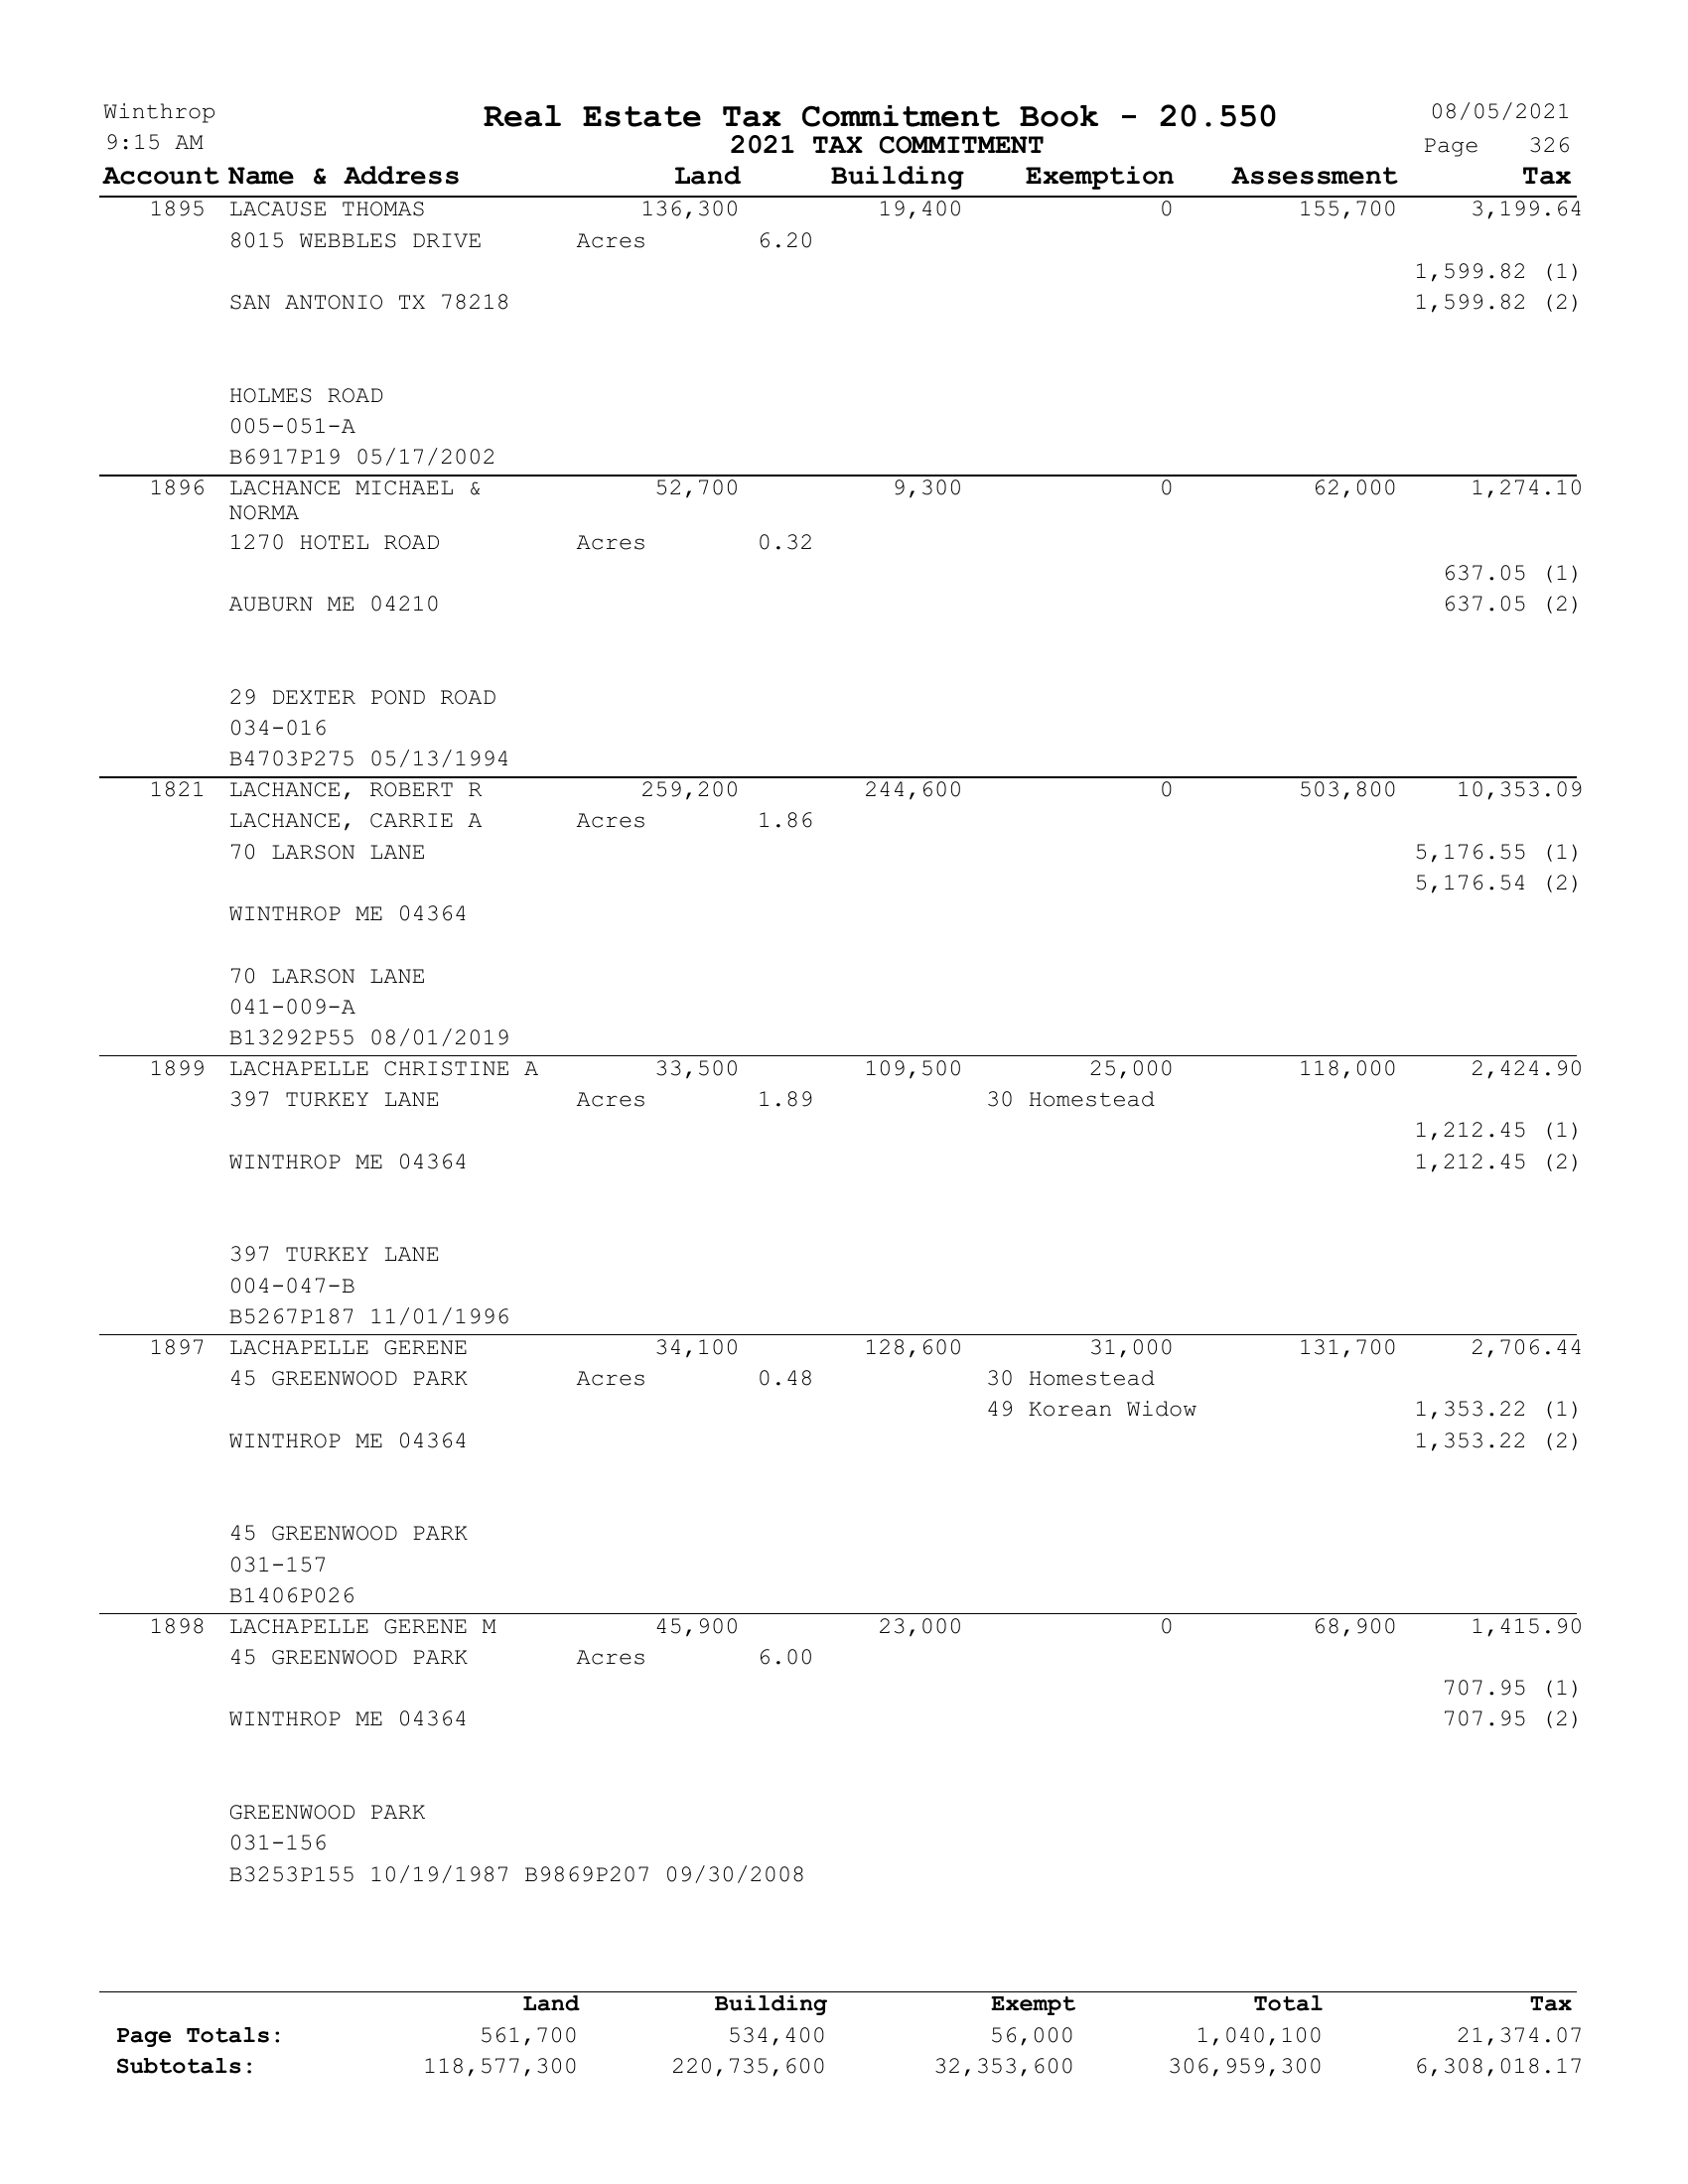 Winthrop Real Estate Tax Commitment Book - 20.550 08/05/2021
9:15 AM 2021 TAX COMMITMENT Page 326
Account Name & Address Land Building Exemption Assessment Tax
1895 LACAUSE THOMAS 136,300 19,400 0 155,700 3,199.64
8015 WEBBLES DRIVE Acres 6.20
1,599.82 (1)
SAN ANTONIO TX 78218 1,599.82 (2)
HOLMES ROAD
005-051-A
B6917P19 05/17/2002
1896 LACHANCE MICHAEL & 52,700 9,300 0 62,000 1,274.10
NORMA
1270 HOTEL ROAD Acres 0.32
637.05 (1)
AUBURN ME 04210 637.05 (2)
29 DEXTER POND ROAD
034-016
B4703P275 05/13/1994
1821 LACHANCE, ROBERT R 259,200 244,600 0 503,800 10,353.09
LACHANCE, CARRIE A Acres 1.86
70 LARSON LANE 5,176.55 (1)
5,176.54 (2)
WINTHROP ME 04364
70 LARSON LANE
041-009-A
B13292P55 08/01/2019
1899 LACHAPELLE CHRISTINE A 33,500 109,500 25,000 118,000 2,424.90
397 TURKEY LANE Acres 1.89 30 Homestead
1,212.45 (1)
WINTHROP ME 04364 1,212.45 (2)
397 TURKEY LANE
004-047-B
B5267P187 11/01/1996
1897 LACHAPELLE GERENE 34,100 128,600 31,000 131,700 2,706.44
45 GREENWOOD PARK Acres 0.48 30 Homestead
49 Korean Widow 1,353.22 (1)
WINTHROP ME 04364 1,353.22 (2)
45 GREENWOOD PARK
031-157
B1406P026
1898 LACHAPELLE GERENE M 45,900 23,000 0 68,900 1,415.90
45 GREENWOOD PARK Acres 6.00
707.95 (1)
WINTHROP ME 04364 707.95 (2)
GREENWOOD PARK
031-156
B3253P155 10/19/1987 B9869P207 09/30/2008
Land Building Exempt Total Tax
Page Totals: 561,700 534,400 56,000 1,040,100 21,374.07
Subtotals: 118,577,300 220,735,600 32,353,600 306,959,300 6,308,018.17